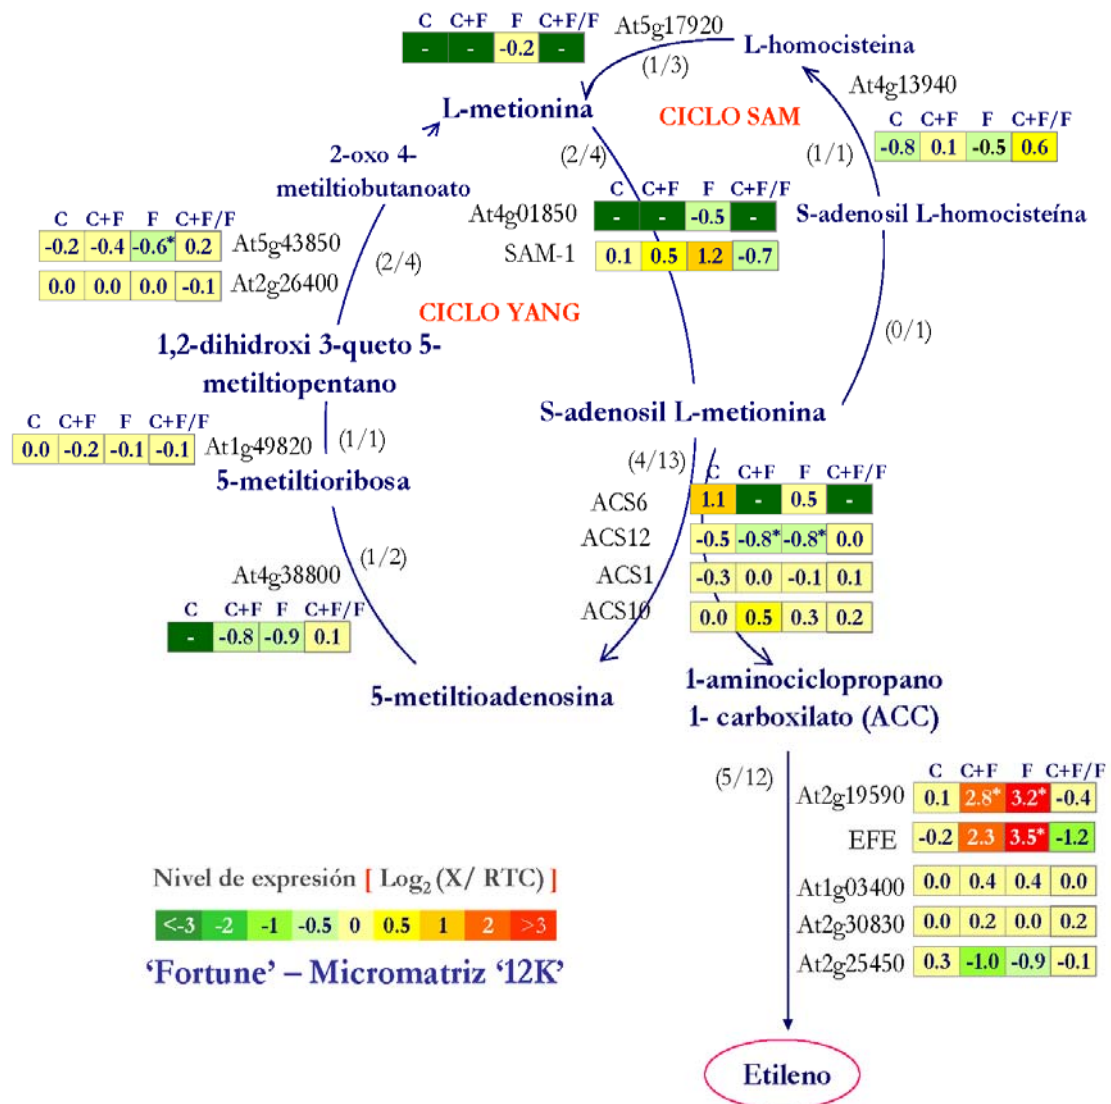 C C+F F C+F/F
- - -0.2 -
At5g17920
L-homocisteina
(1/3)
At4g13940
C C+F F C+F/F
-0.8 0.1 -0.5 0.6
L-metionina
CICLO SAM
(1/1)
2-oxo 4-
metiltiobutanoato
(2/4)
C C+F F C+F/F
At4g01850 - - -0.5 -
SAM-1 0.1 0.5 1.2 -0.7
S-adenosil L-homocisteína
C C+F F C+F/F
-0.2 -0.4 -0.6* 0.2 At5g43850
0.0 0.0 0.0 -0.1 At2g26400
(2/4)
CICLO YANG
(0/1)
1,2-dihidroxi 3-queto 5-
metiltiopentano
S-adenosil L-metionina
C C+F F C+F/F
0.0 -0.2 -0.1 -0.1 At1g49820
(1/1)
5-metiltioribosa
(4/13)
C C+F F C+F/F
ACS6 1.1 - 0.5 -
ACS12 -0.5 -0.8* -0.8* 0.0
ACS1 -0.3 0.0 -0.1 0.1
ACS10 0.0 0.5 0.3 0.2
(1/2)
At4g38800
C C+F F C+F/F
- -0.8 -0.9 0.1
5-metiltioadenosina
1-aminociclopropano
1- carboxilato (ACC)
(5/12)
C C+F F C+F/F
At2g19590 0.1 2.8* 3.2* -0.4
EFE -0.2 2.3 3.5* -1.2
At1g03400 0.0 0.4 0.4 0.0
At2g30830 0.0 0.2 0.0 0.2
At2g25450 0.3 -1.0 -0.9 -0.1
Nivel de expresión [ Log2 (X/ RTC) ]
<-3 -2 -1 -0.5 0 0.5 1 2 >3
‘Fortune’ – Micromatriz ‘12K’
Etileno